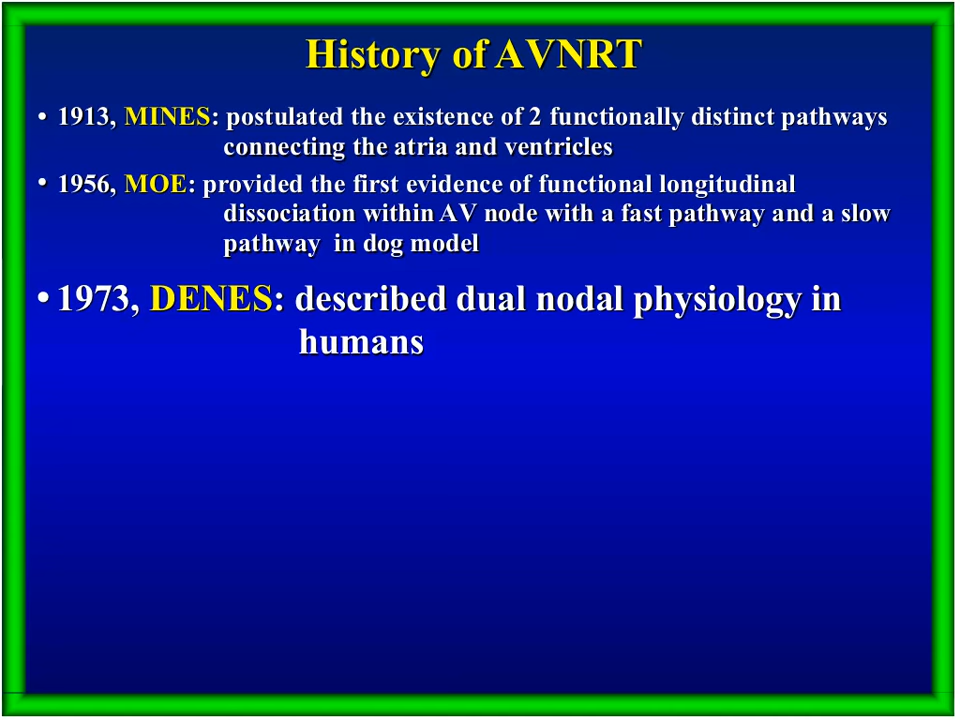 History of AVNRT
• 1913, MINES: postulated the existence of 2 functionally distinct pathways
connecting the atria and ventricles
• 1956, MOE: provided the first evidence of functional longitudinal
dissociation within AV node with a fast pathway and a slow
pathway in dog model
• 1973, DENES: described dual nodal physiology in
humans